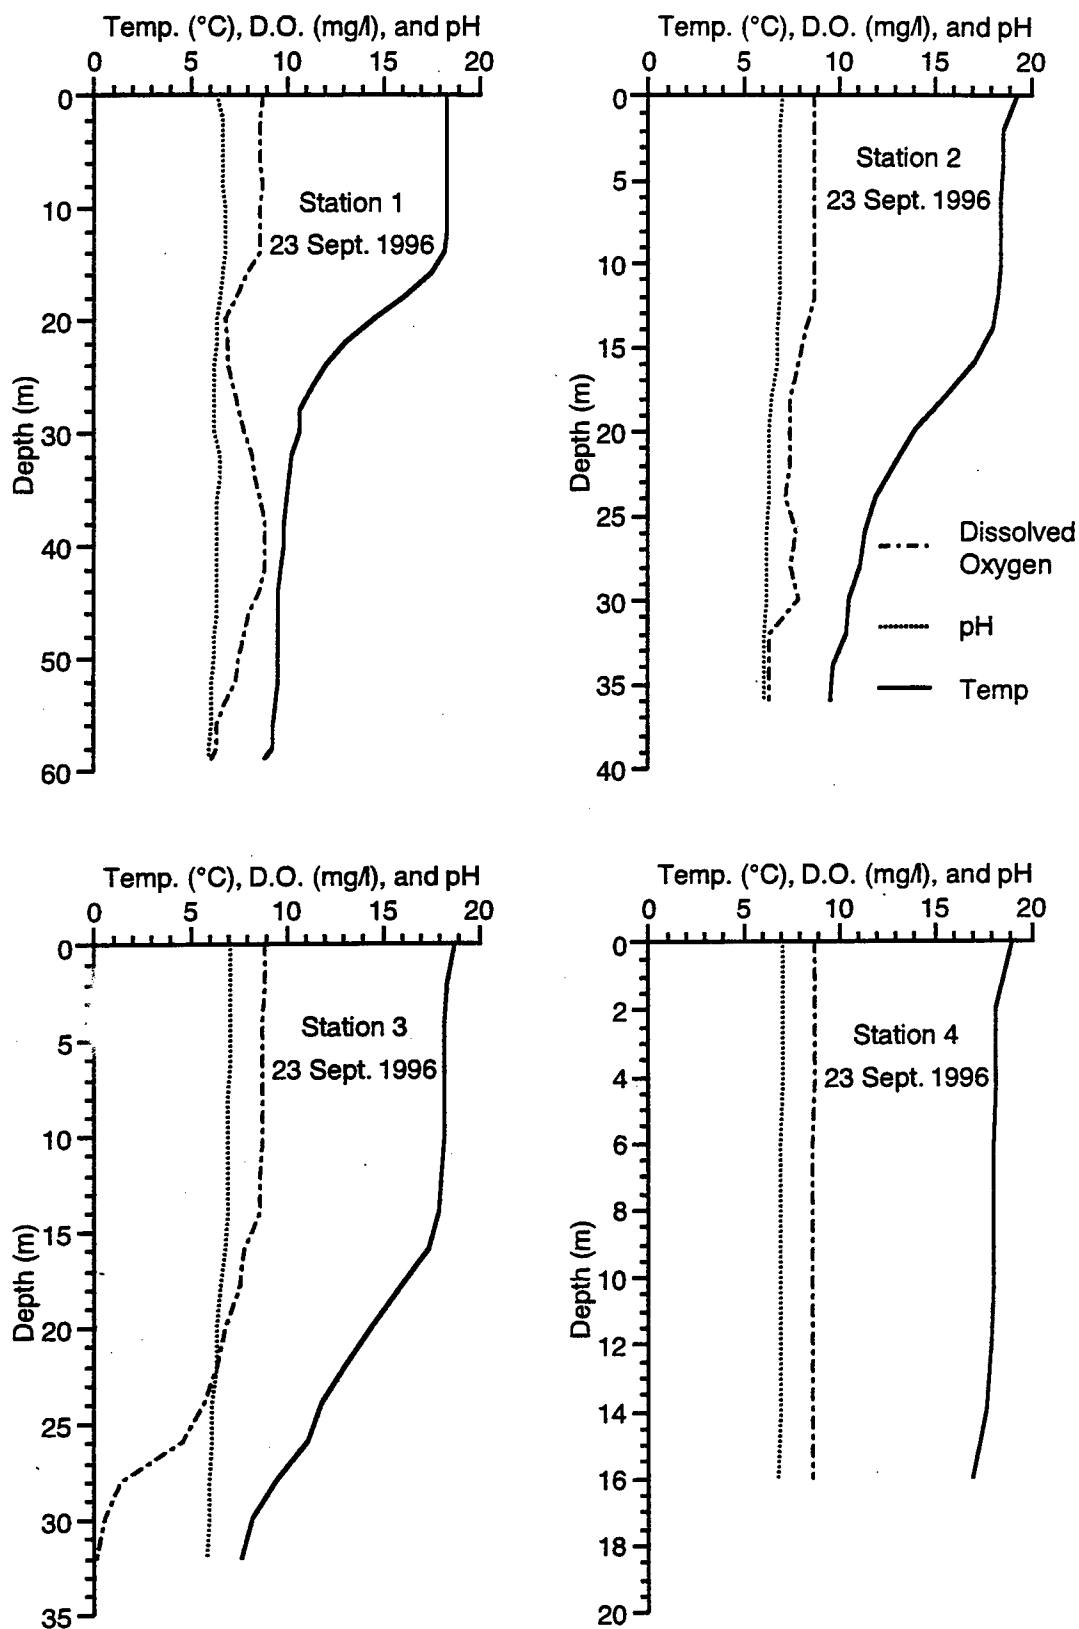 Temp. (°C), D.O. (mg/l), and pH
0 5 10 15 20
0
10
20
30
40
50
60
Depth (m)
Station 1
23 Sept. 1996
Temp. (°C), D.O. (mg/l), and pH
0 5 10 15 20
0
5
10
15
20
25
30
35
40
Depth (m)
Station 2
23 Sept. 1996
Dissolved
Oxygen
pH
Temp
Temp. (°C), D.O. (mg/l), and pH
0 5 10 15 20
0
5
10
15
20
25
30
35
Depth (m)
Station 3
23 Sept. 1996
Temp. (°C), D.O. (mg/l), and pH
0 5 10 15 20
0
2
4
6
8
10
12
14
16
18
20
Depth (m)
Station 4
23 Sept. 1996